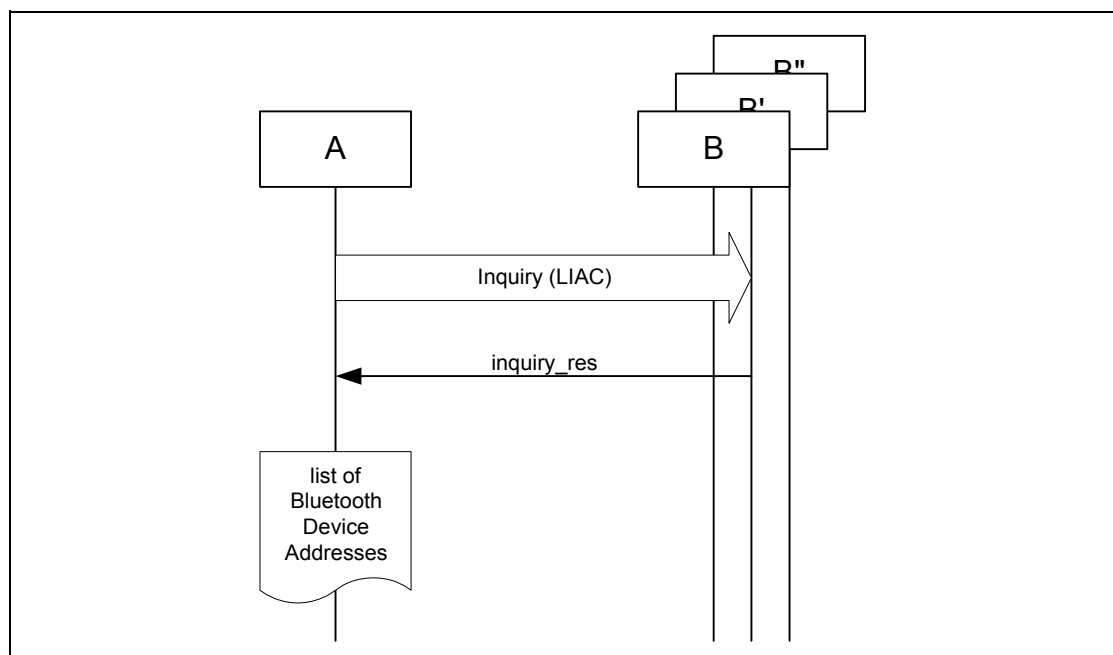 B"
B'
A
B
Inquiry (LIAC)
inquiry_res
list of
Bluetooth
Device
Addresses